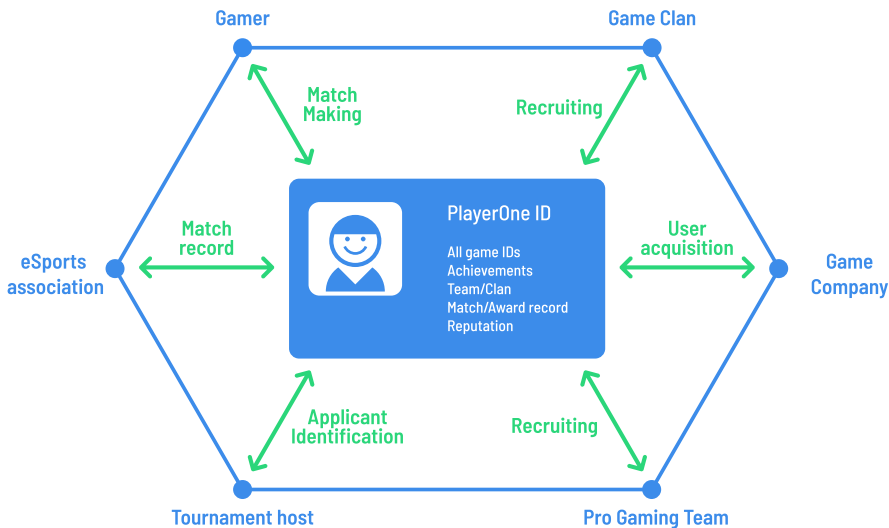 Gamer
Game Clan
Match
Making
Recruiting
PlayerOne ID
All game IDs
Achievements
Team/Clan
Match/Award record
Reputation
Match
record
User
acquisition
eSports
association
Game
Company
Applicant
Identification
Recruiting
Tournament host
Pro Gaming Team